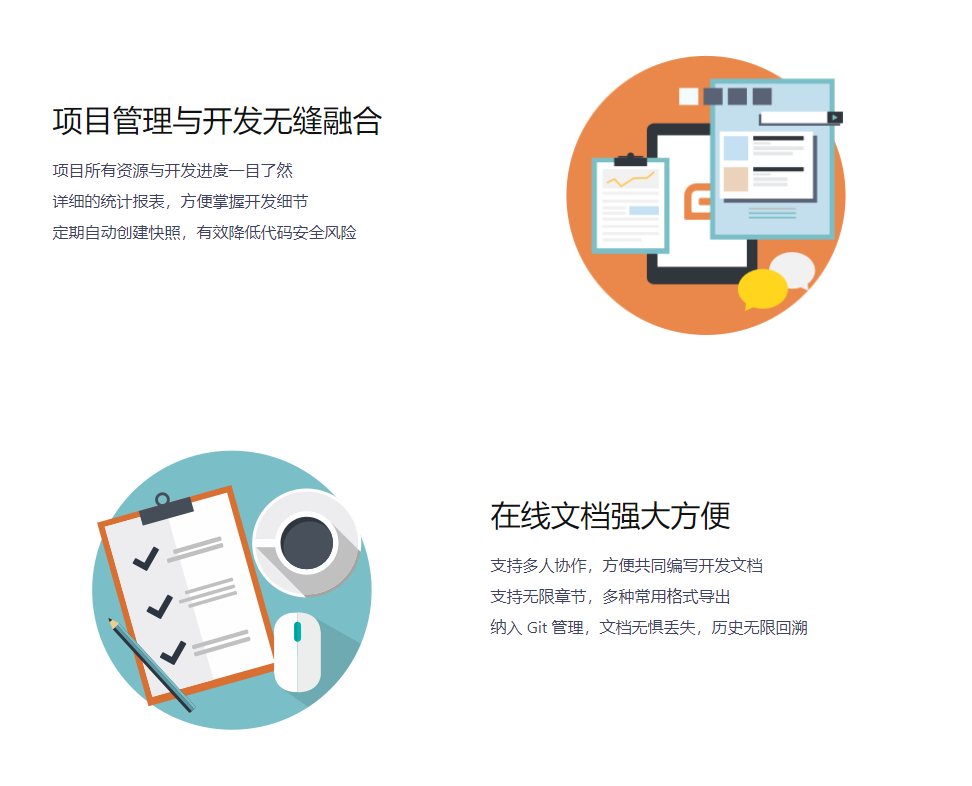 项目管理与开发无缝融合
项目所有资源与开发进度一目了然
详细的统计报表，方便掌握开发细节
定期自动创建快照，有效降低代码安全风险
在线文档强大方便
支持多人协作，方便共同编写开发文档
支持无限章节，多种常用格式导出
纳入 Git 管理，文档无惧丢失，历史无限回溯